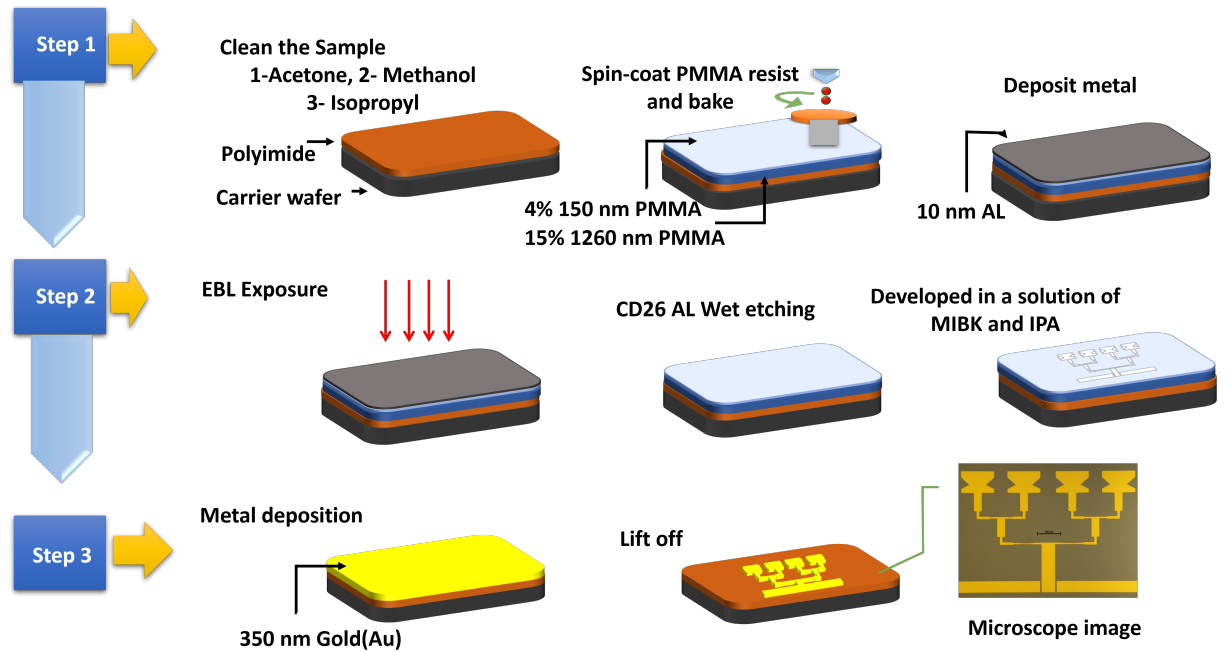 Step 1
Clean the Sample
1-Acetone, 2- Methanol
3- Isopropyl
Polyimide
Carrier wafer
Spin-coat PMMA resist
and bake
4% 150 nm PMMA
15% 1260 nm PMMA
Deposit metal
10 nm AL
Step 2
EBL Exposure
CD26 AL Wet etching
Developed in a solution of
MIBK and IPA
Step 3
Metal deposition
350 nm Gold(Au)
Lift off
Microscope image